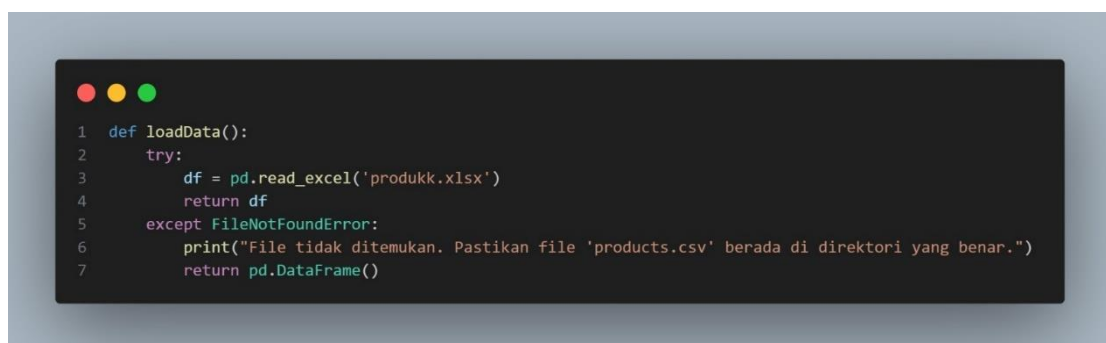 1 def loadData():
2     try:
3         df = pd.read_excel('produkk.xlsx')
4         return df
5     except FileNotFoundError:
6         print("File tidak ditemukan. Pastikan file 'products.csv' berada di direktori yang benar.")
7         return pd.DataFrame()